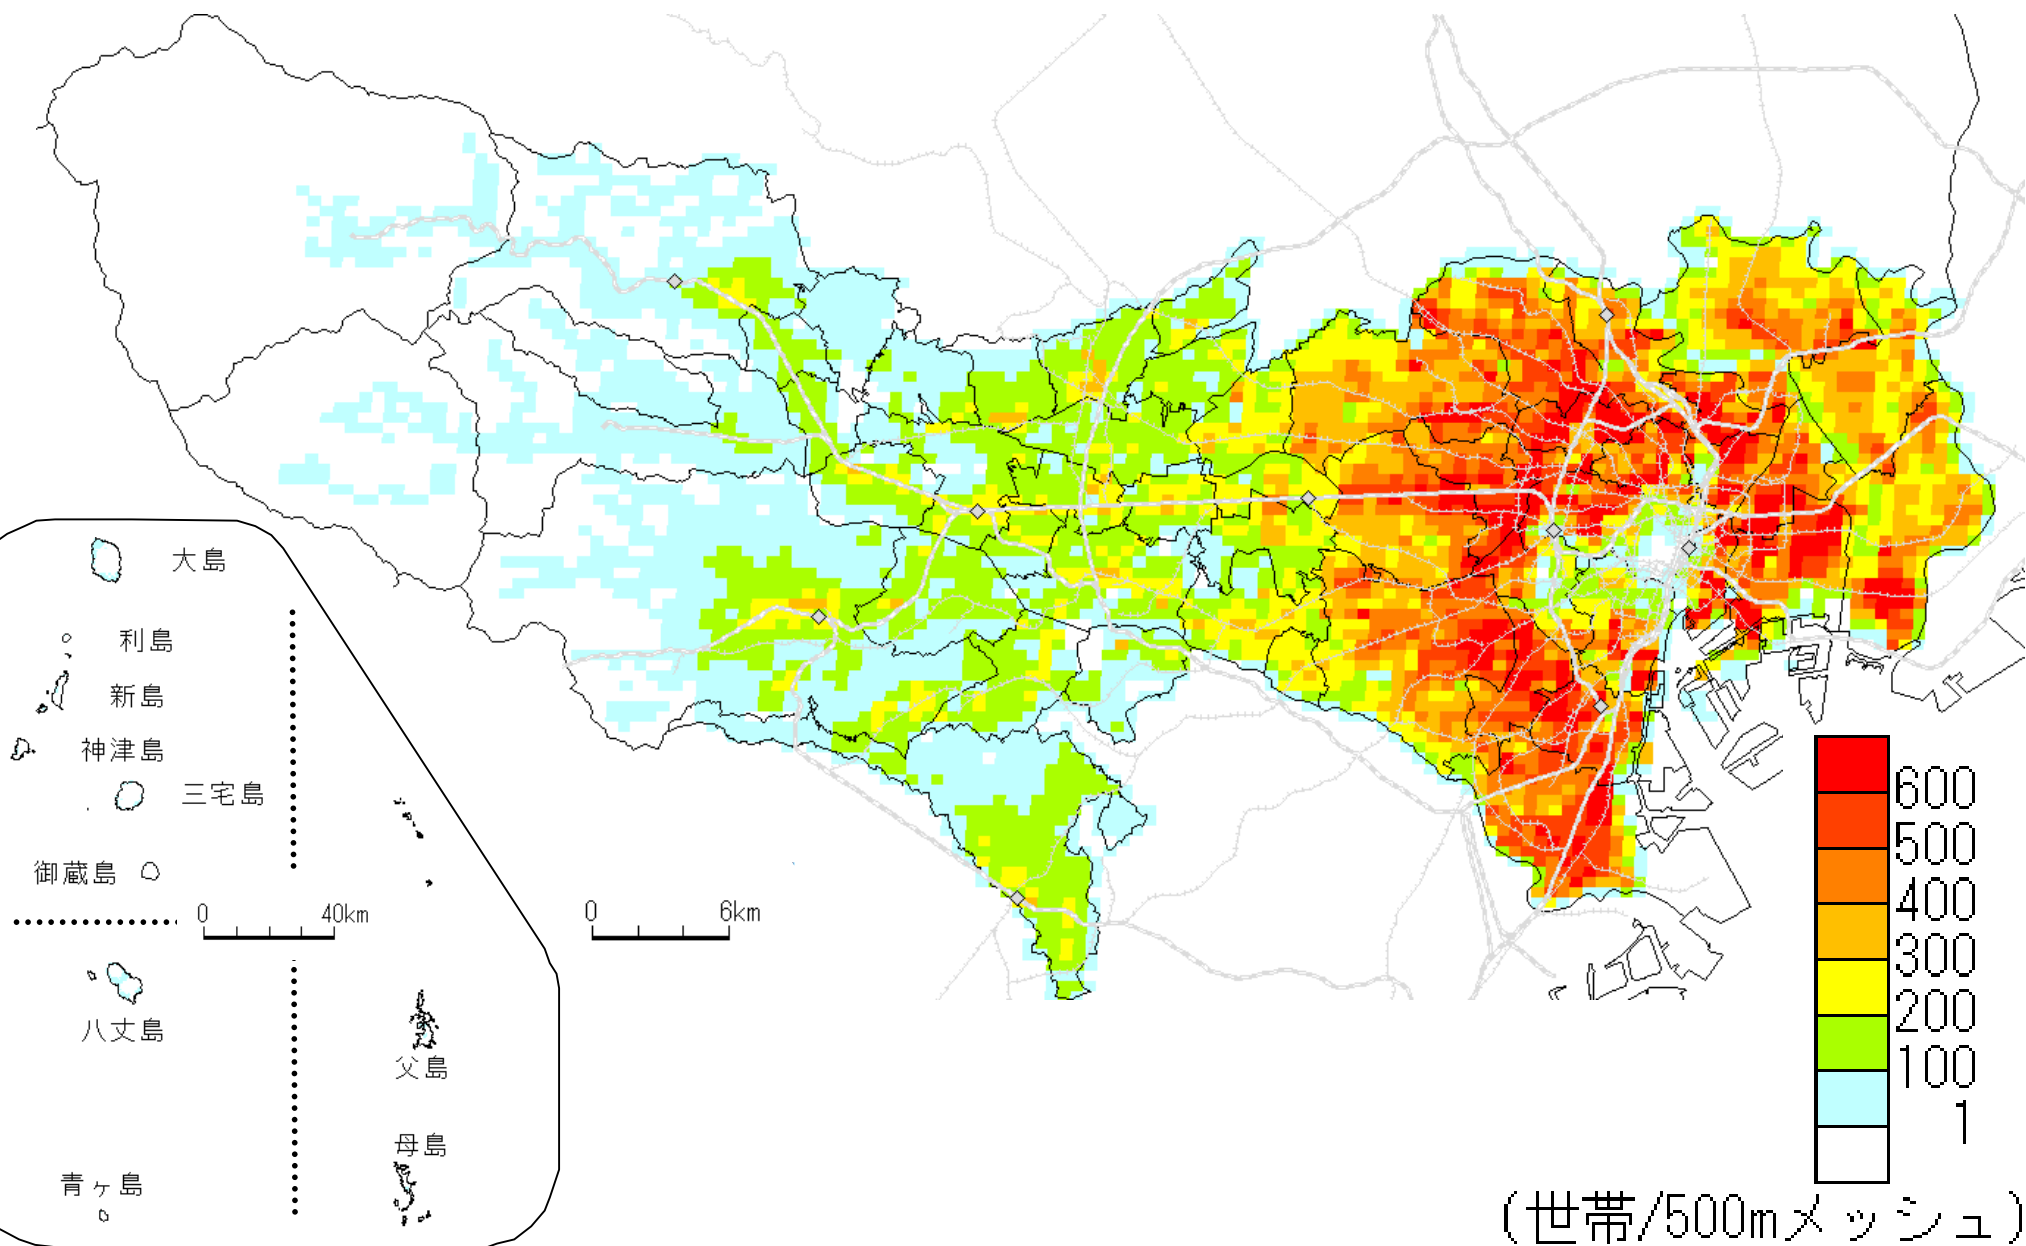 大島
利島
新島
神津島
三宅島
御蔵島
0 40km
八丈島
父島
母島
青ヶ島
0 6km
600
500
400
300
200
100
1
(世帯/500mメッシュ)